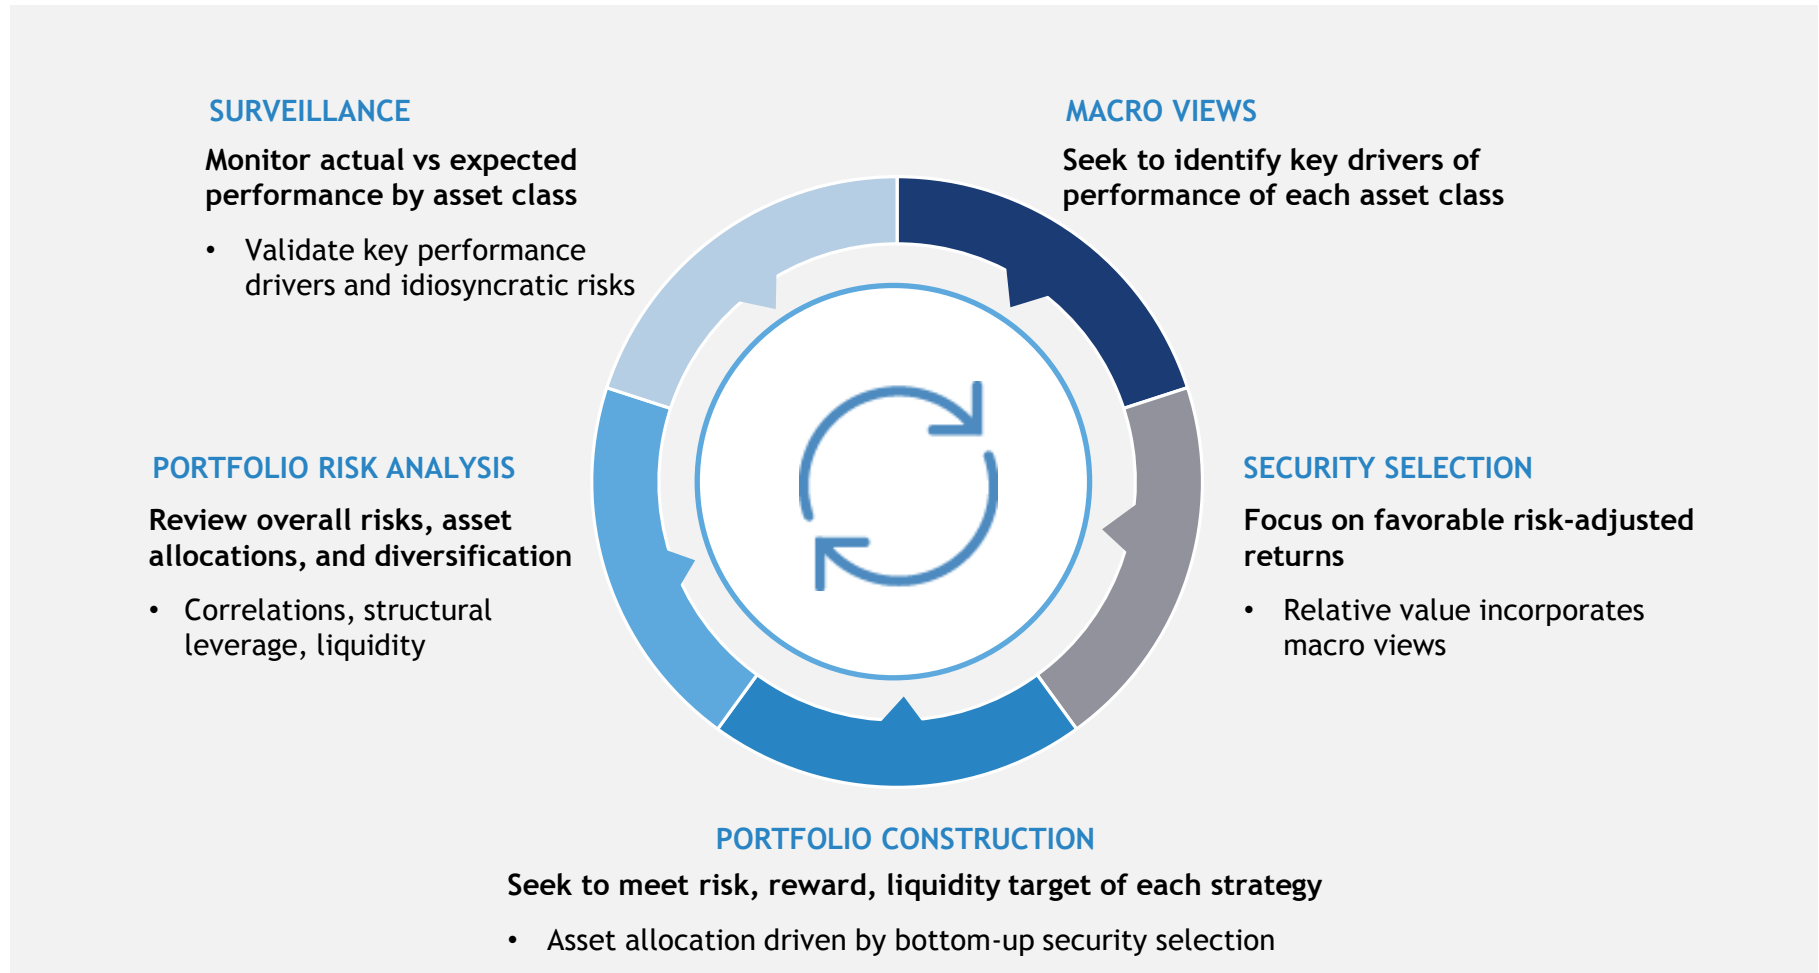 SURVEILLANCE
Monitor actual vs expected
performance by asset class
• Validate key performance
drivers and idiosyncratic risks
MACRO VIEWS
Seek to identify key drivers of
performance of each asset class
PORTFOLIO RISK ANALYSIS
Review overall risks, asset
allocations, and diversification
• Correlations, structural
leverage, liquidity
SECURITY SELECTION
Focus on favorable risk-adjusted
returns
• Relative value incorporates
macro views
PORTFOLIO CONSTRUCTION
Seek to meet risk, reward, liquidity target of each strategy
• Asset allocation driven by bottom-up security selection